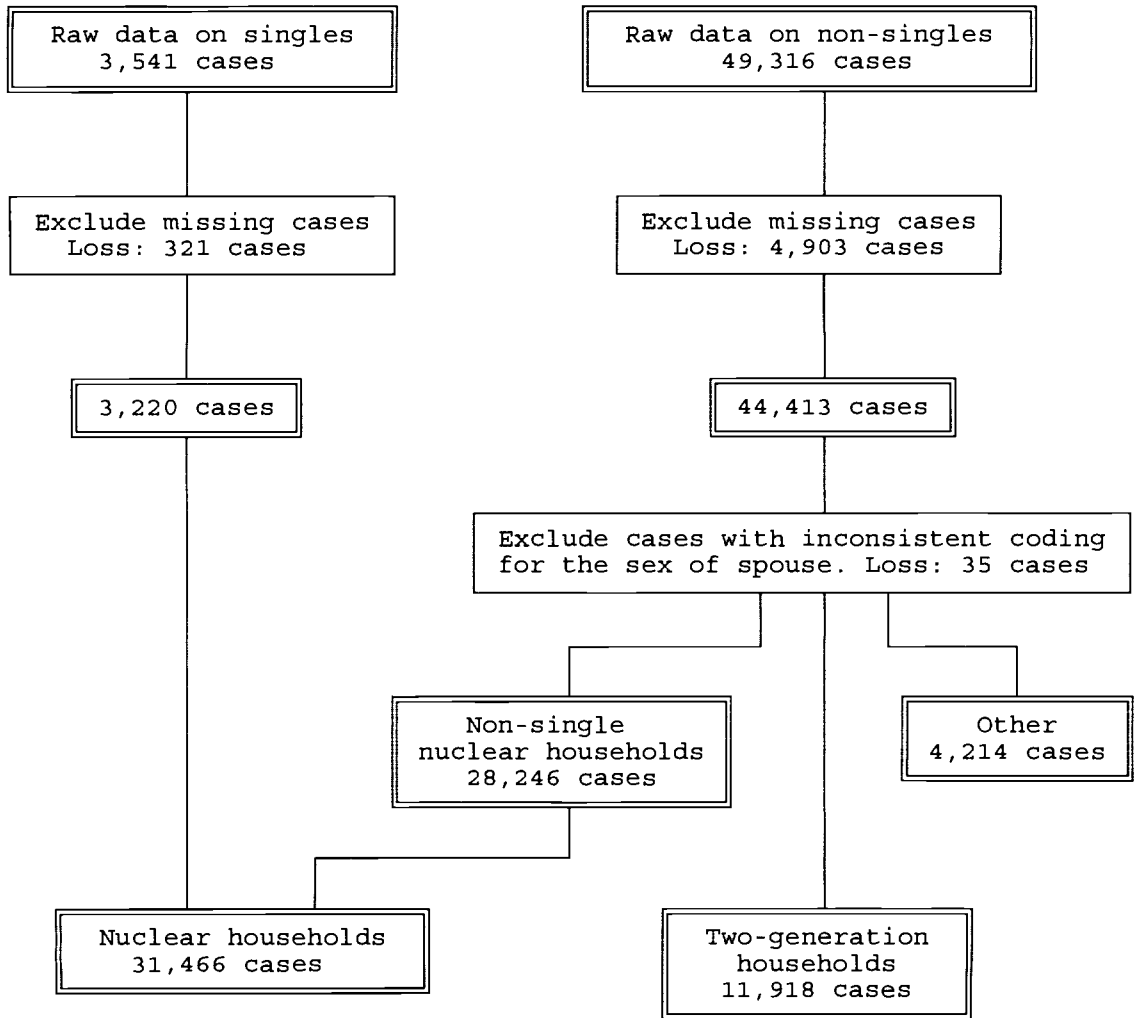 Raw data on singles
3,541 cases
Raw data on non-singles
49,316 cases
Exclude missing cases
Loss: 321 cases
Exclude missing cases
Loss: 4,903 cases
3,220 cases
44,413 cases
Exclude cases with inconsistent coding
for the sex of spouse. Loss: 35 cases
Non-single
nuclear households
28,246 cases
Other
4,214 cases
Nuclear households
31,466 cases
Two-generation
households
11,918 cases